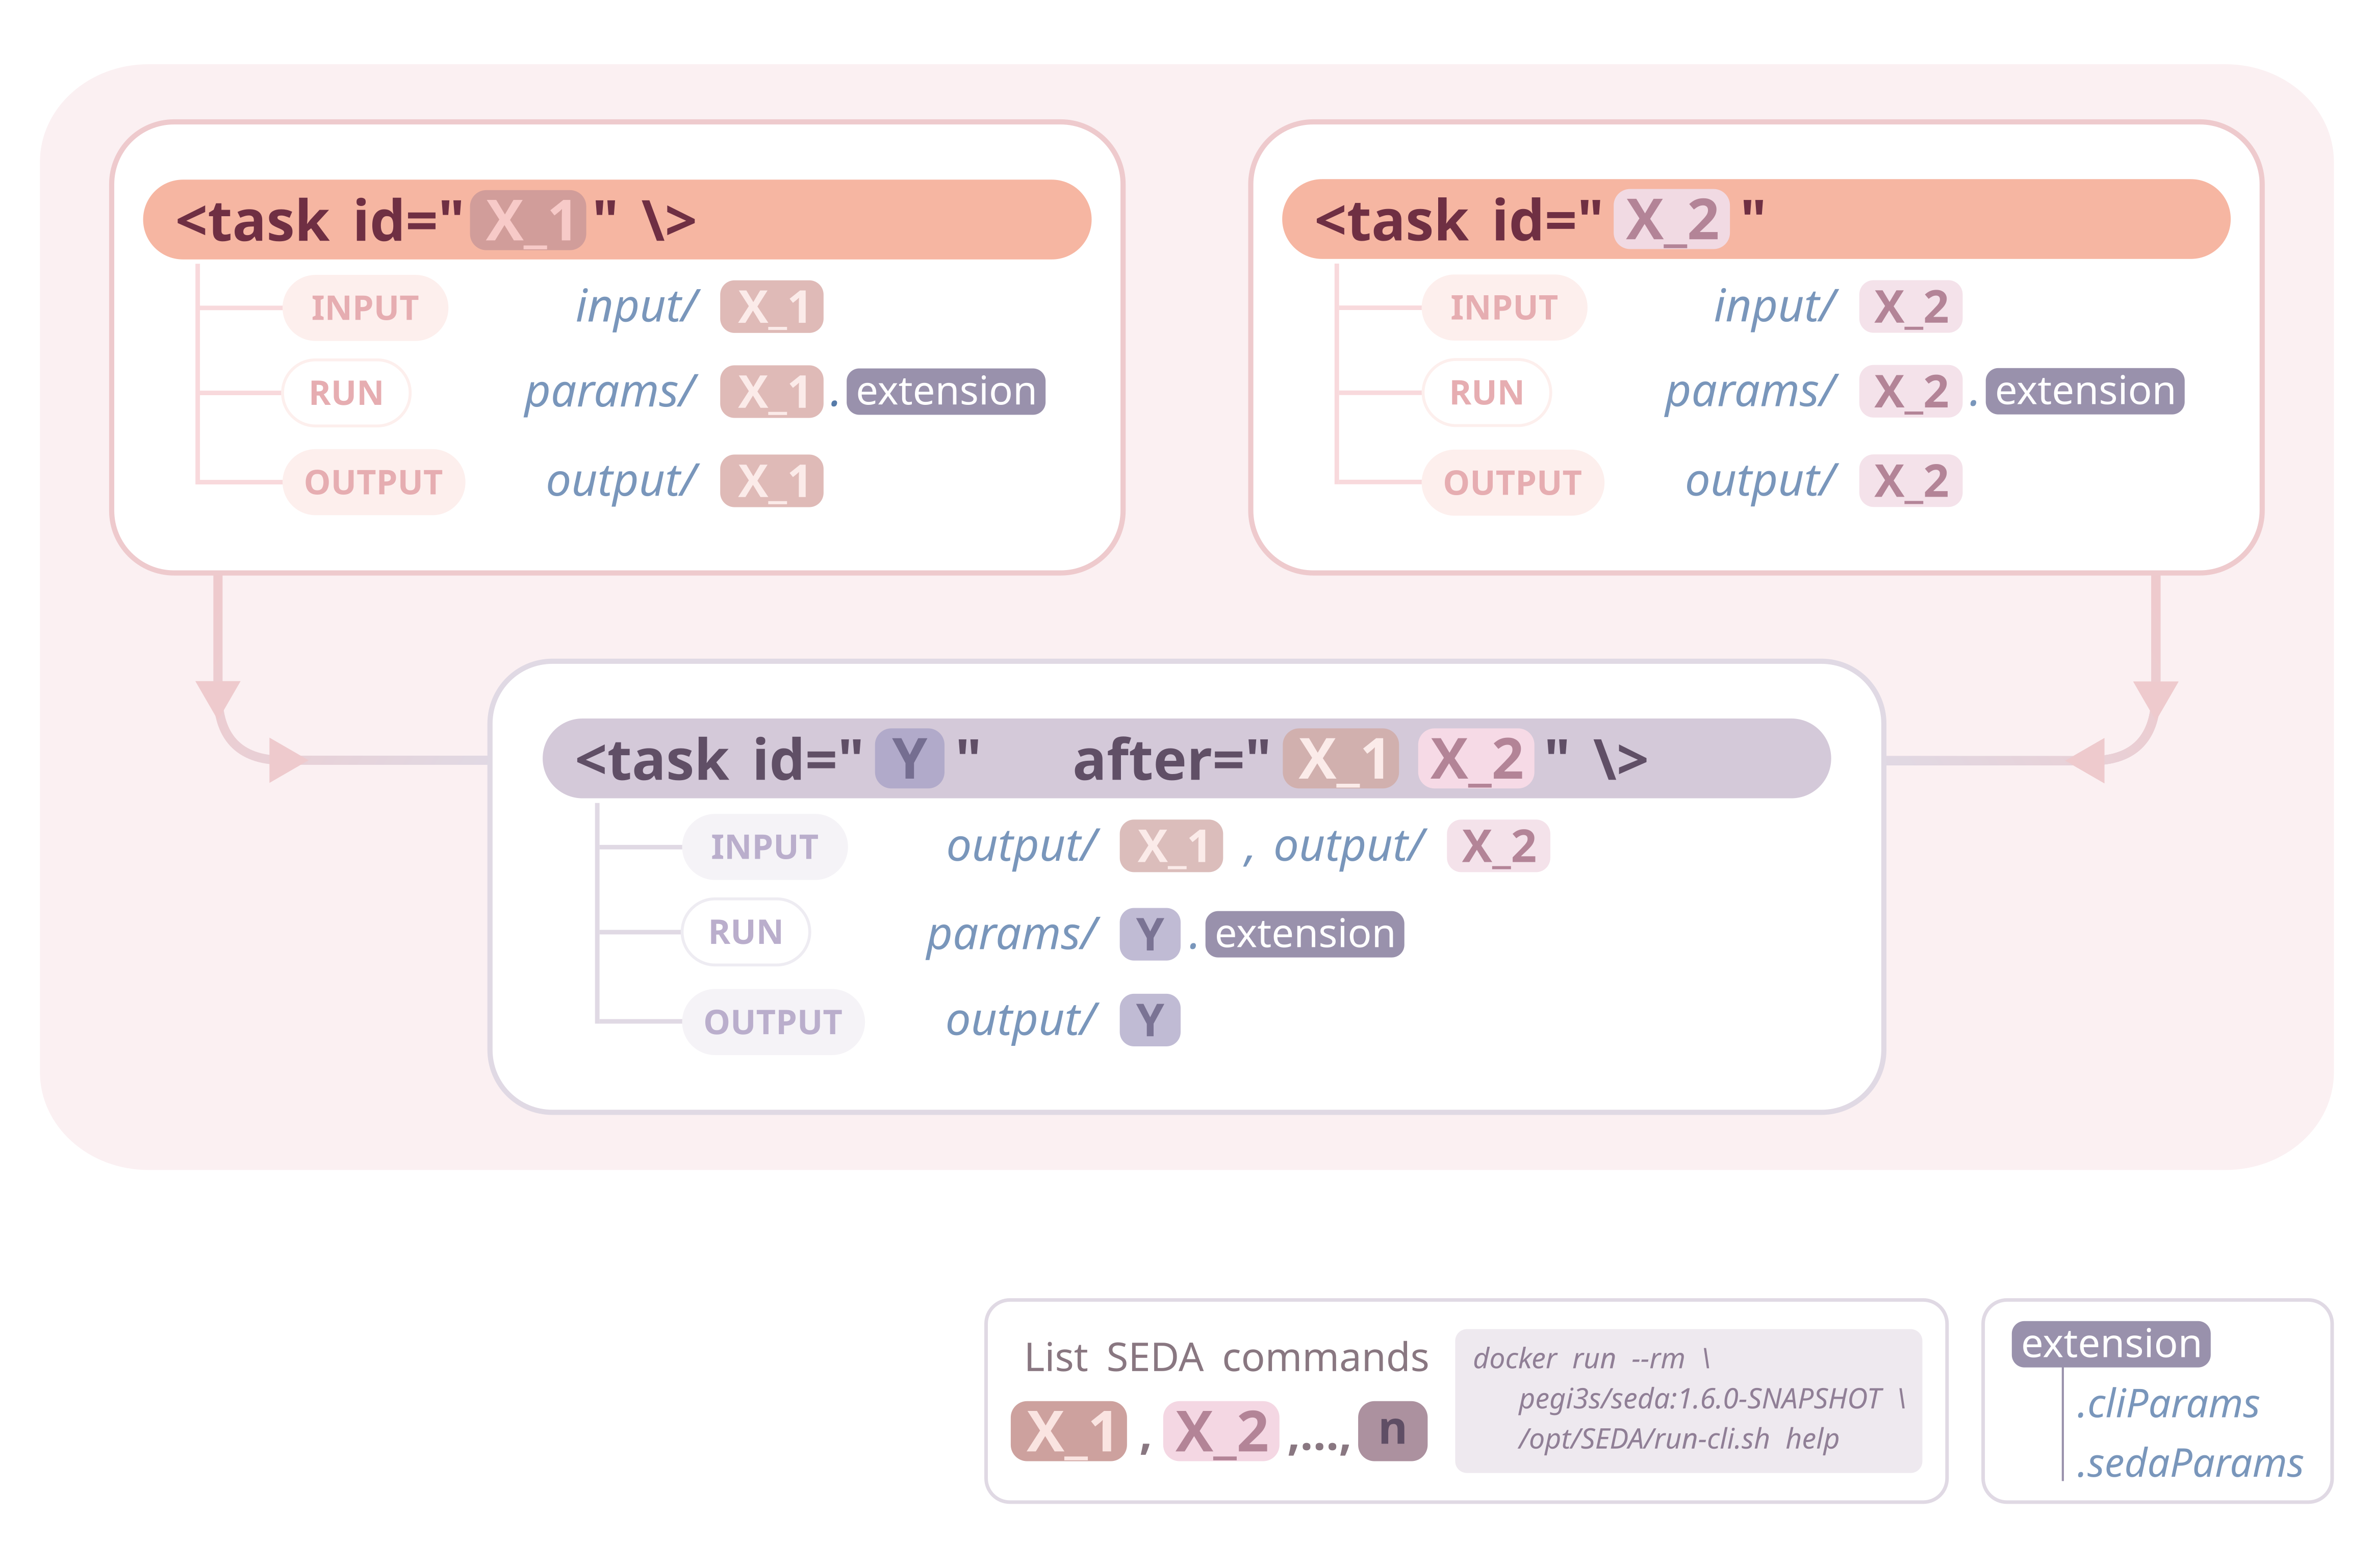 <task id="X_1" \>
INPUT input/ X_1
RUN params/ X_1 . extension
OUTPUT output/ X_1
<task id="X_2"
INPUT input/ X_2
RUN params/ X_2 . extension
OUTPUT output/ X_2
<task id="Y" after="X_1 X_2" \>
INPUT output/ X_1 , output/ X_2
RUN params/ Y . extension
OUTPUT output/ Y
List SEDA commands
X_1 , X_2 ,..., n
docker run --rm \
pegi3s/seda:1.6.0-SNAPSHOT \
/opt/SEDA/run-cli.sh help
extension
.cliParams
.sedaParams